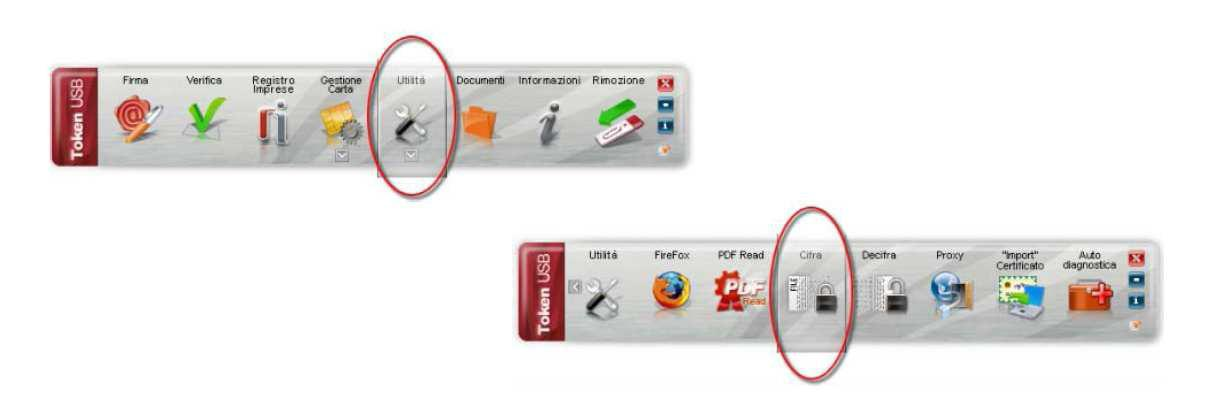 Token USB
Firma
Verifica
Registro
Imprese
Gestione
Carta
Utilità
Documenti
Informazioni
Rimozione
Token USB
Utilità
FireFox
PDF Read
PDF
Read
Cifra
FILE
Decifra
Proxy
"Import"
Certificato
Auto
diagnostica